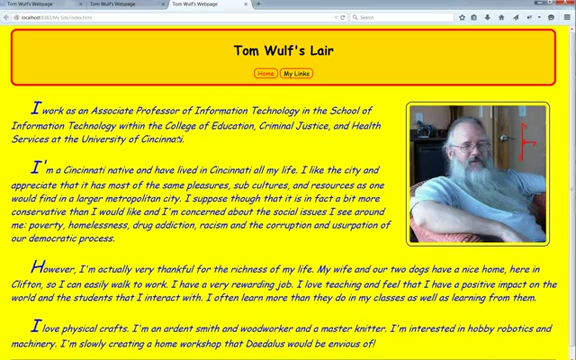 Tom Wulf's Webpage
Tom Wulf's Webpage
Tom Wulf's Webpage
localhost:8383/My Site/index.html
Search
Tom Wulf's Lair
Home
My Links
I work as an Associate Professor of Information Technology in the School of
Information Technology within the College of Education, Criminal Justice, and Health
Services at the University of Cincinnati.
I'm a Cincinnati native and have lived in Cincinnati all my life. I like the city and
appreciate that it has most of the same pleasures, sub cultures, and resources as one
would find in a larger metropolitan city. I suppose though that it is in fact a bit more
conservative than I would like and I'm concerned about the social issues I see around
me: poverty, homelessness, drug addiction, racism and the corruption and usurpation of
our democratic process.
However, I'm actually very thankful for the richness of my life. My wife and our two dogs have a nice home, here in
Clifton, so I can easily walk to work. I have a very rewarding job. I love teaching and feel that I have a positive impact on the
world and the students that I interact with. I often learn more than they do in my classes as well as learning from them.
I love physical crafts. I'm an ardent smith and woodworker and a master knitter. I'm interested in hobby robotics and
machinery. I'm slowly creating a home workshop that Daedalus would be envious of!